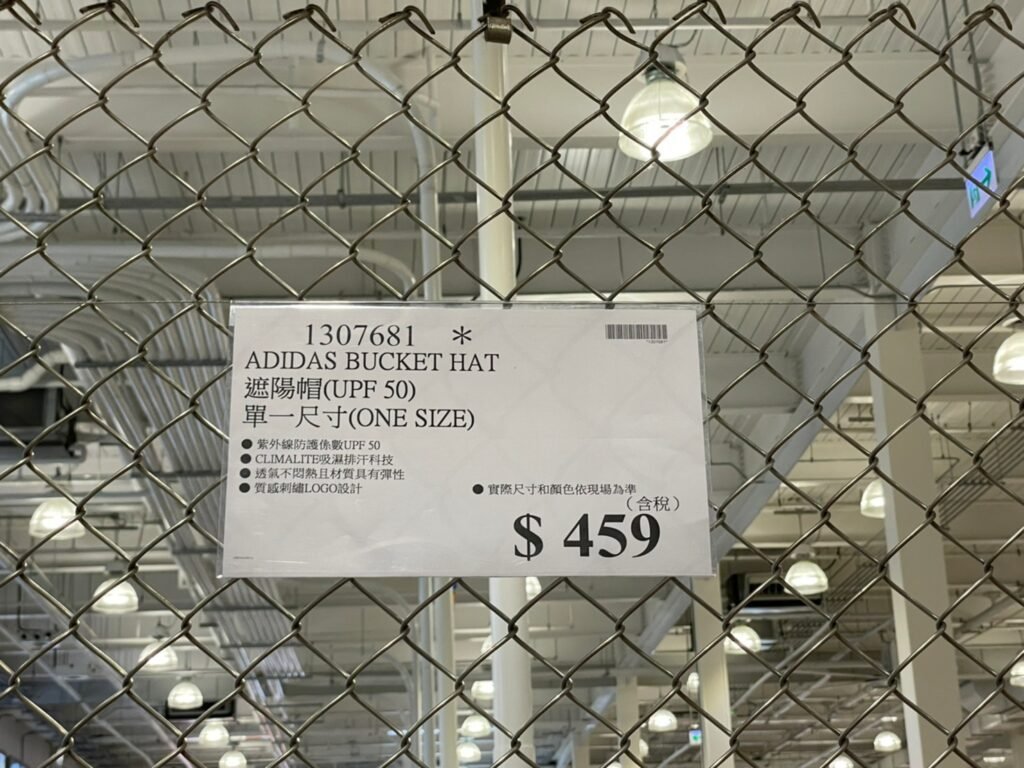 1307681 *
ADIDAS BUCKET HAT
遮陽帽(UPF 50)
單一尺寸(ONE SIZE)
● 紫外線防護係數UPF 50
● CLIMALITE吸濕排汗科技
● 透氣不悶熱且材質具有彈性
● 質感刺繡LOGO設計
● 實際尺寸和顏色依現場為準
(含稅)
$ 459